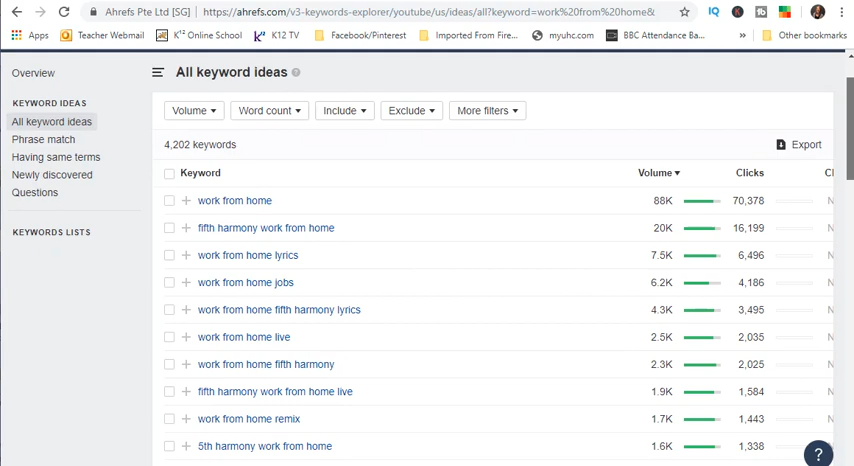 Ahrefs Pte Ltd [SG] | https://ahrefs.com/v3-keywords-explorer/youtube/us/ideas/all?keyword=work%20from%20home&
Apps Teacher Webmail K¹² Online School K12 TV Facebook/Pinterest Imported From Fire... myuhc.com BBC Attendance Ba... » Other bookmarks
Overview
KEYWORD IDEAS
All keyword ideas
Phrase match
Having same terms
Newly discovered
Questions
KEYWORDS LISTS
All keyword ideas ?
Volume Word count Include Exclude More filters
4,202 keywords Export
Keyword Volume Clicks Cl
work from home 88K 70,378 N
fifth harmony work from home 20K 16,199 N
work from home lyrics 7.5K 6,496 N
work from home jobs 6.2K 4,186 N
work from home fifth harmony lyrics 4.3K 3,495 N
work from home live 2.5K 2,035 N
work from home fifth harmony 2.3K 2,025 N
fifth harmony work from home live 1.9K 1,584 N
work from home remix 1.7K 1,443 N
5th harmony work from home 1.6K 1,338 N
?